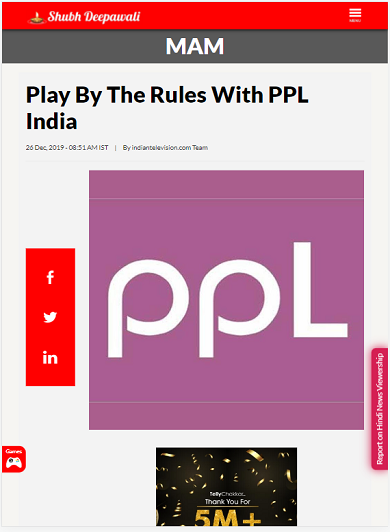 Shubh Deepawali
MENU
MAM
Play By The Rules With PPL
India
26 Dec, 2019 - 08:51 AM IST | By indiantelevision.com Team
f
in
ppL
Report on Hindi News Viewership
Games
TellyChakkar
Thank You For
5M+